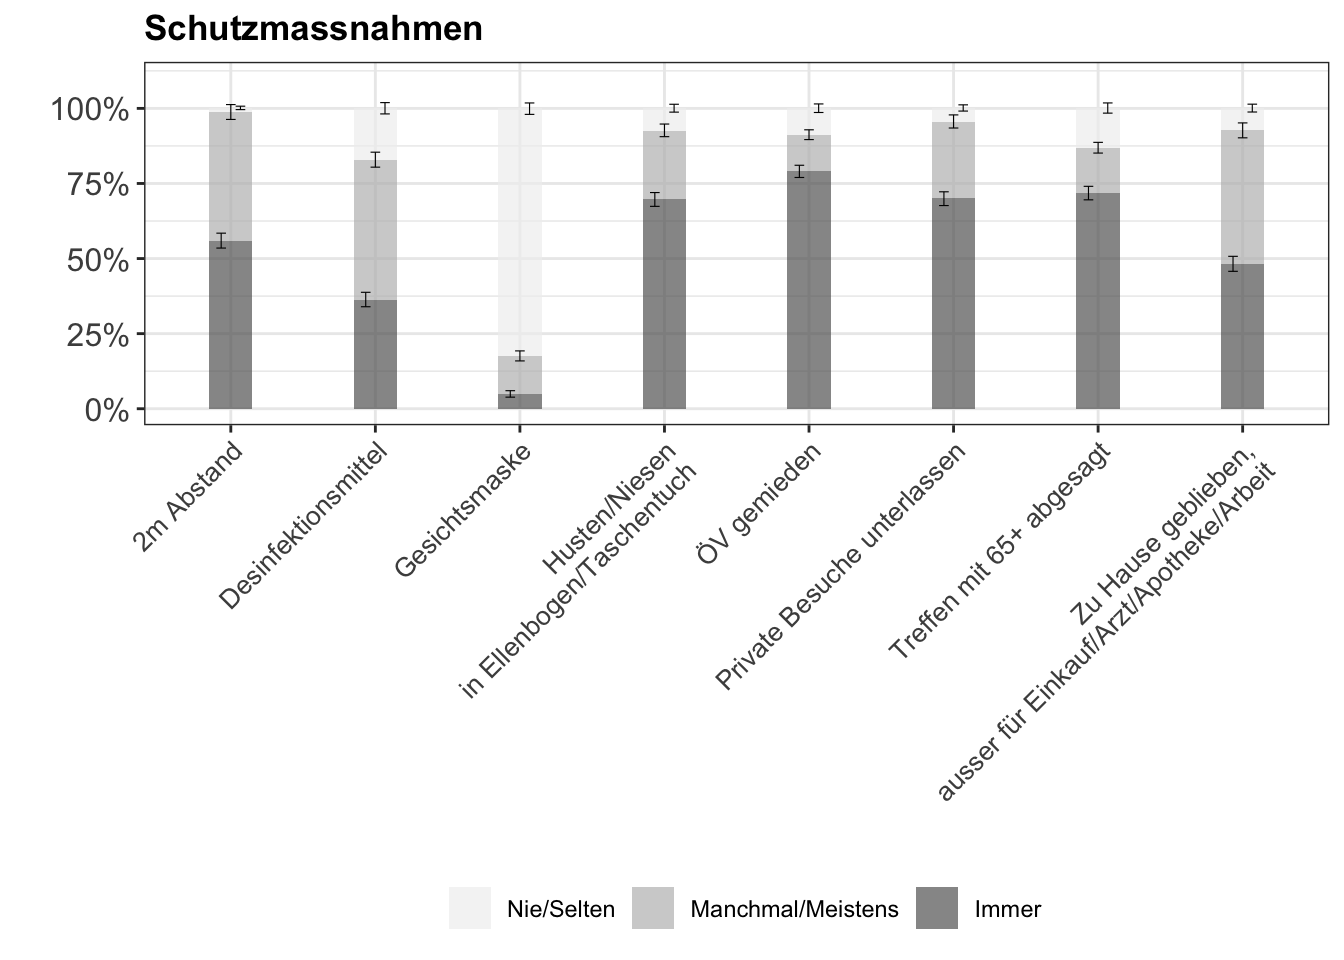 Schutzmassnahmen
100%
75%
50%
25%
0%
2m Abstand
Desinfektionsmittel
Gesichtsmaske
Husten/Niesen
in Ellenbogen/Taschentuch
ÖV gemieden
Private Besuche unterlassen
Treffen mit 65+ abgesagt
Zu Hause geblieben,
ausser für Einkauf/Arzt/Apotheke/Arbeit
Nie/Selten
Manchmal/Meistens
Immer